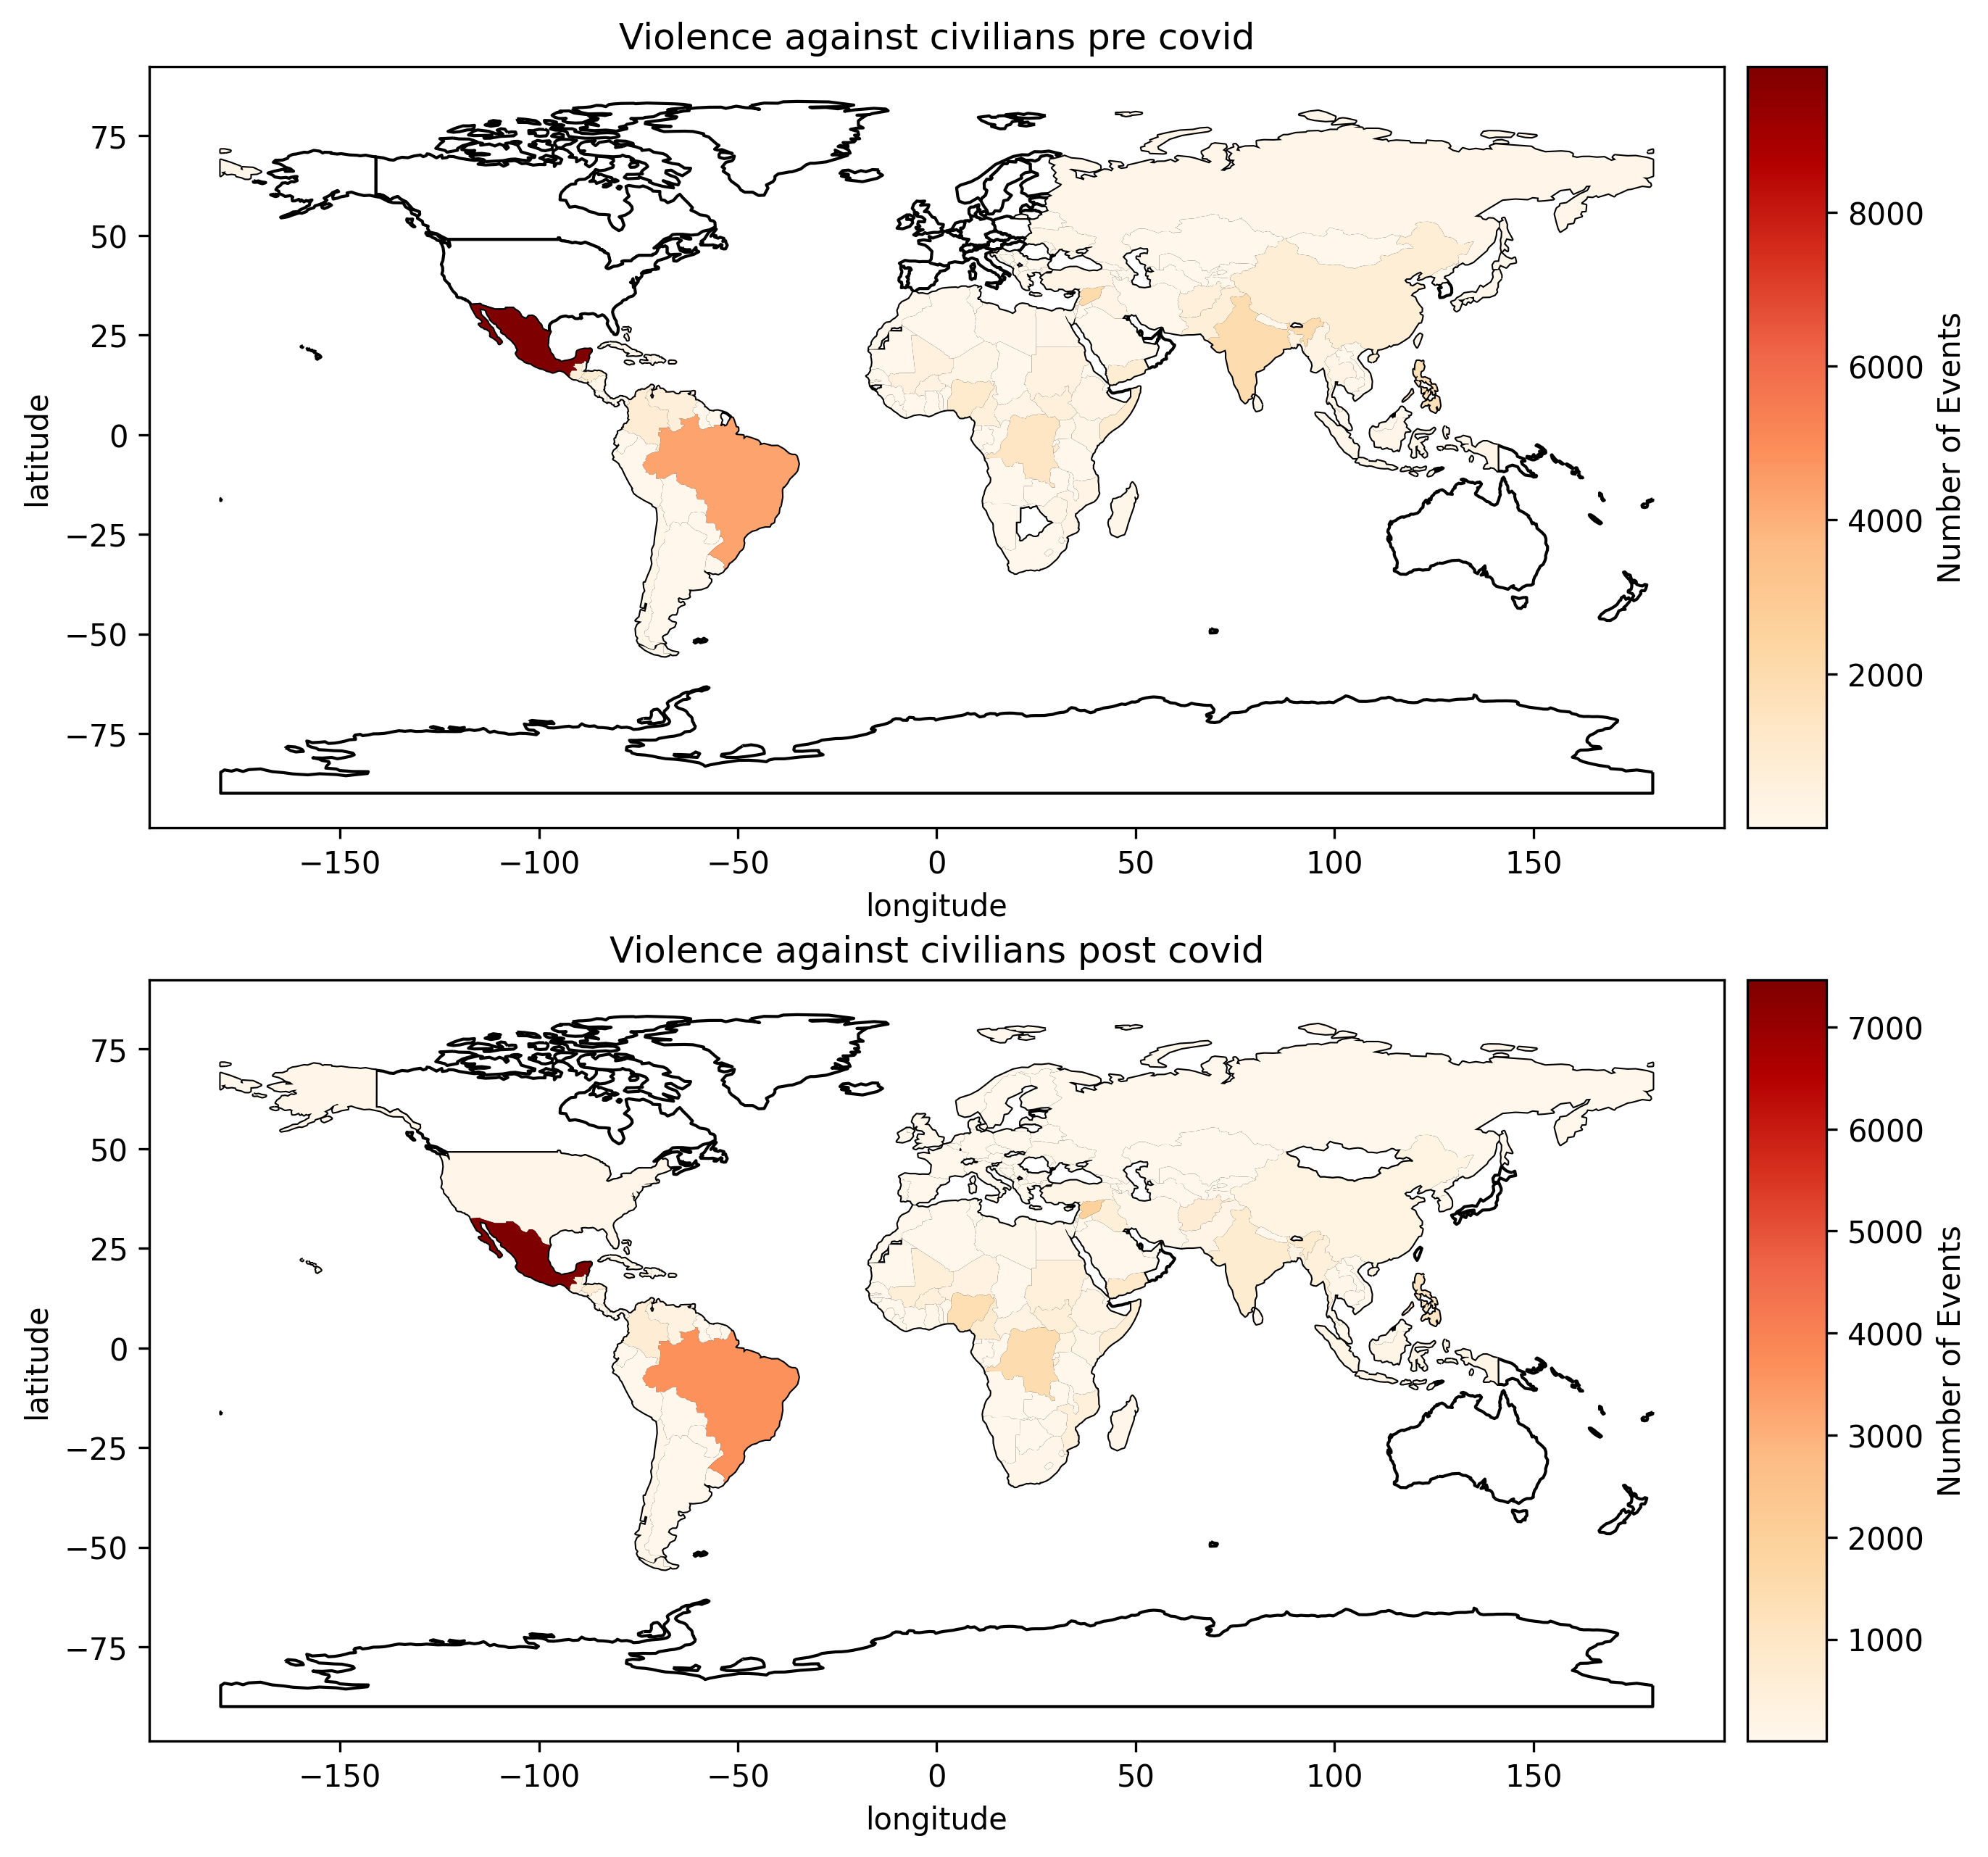 Violence against civilians pre covid
75
50
25
0
−25
−50
−75
latitude
−150 −100 −50 0 50 100 150
longitude
8000
6000
4000
2000
Number of Events
Violence against civilians post covid
75
50
25
0
−25
−50
−75
latitude
−150 −100 −50 0 50 100 150
longitude
7000
6000
5000
4000
3000
2000
1000
Number of Events